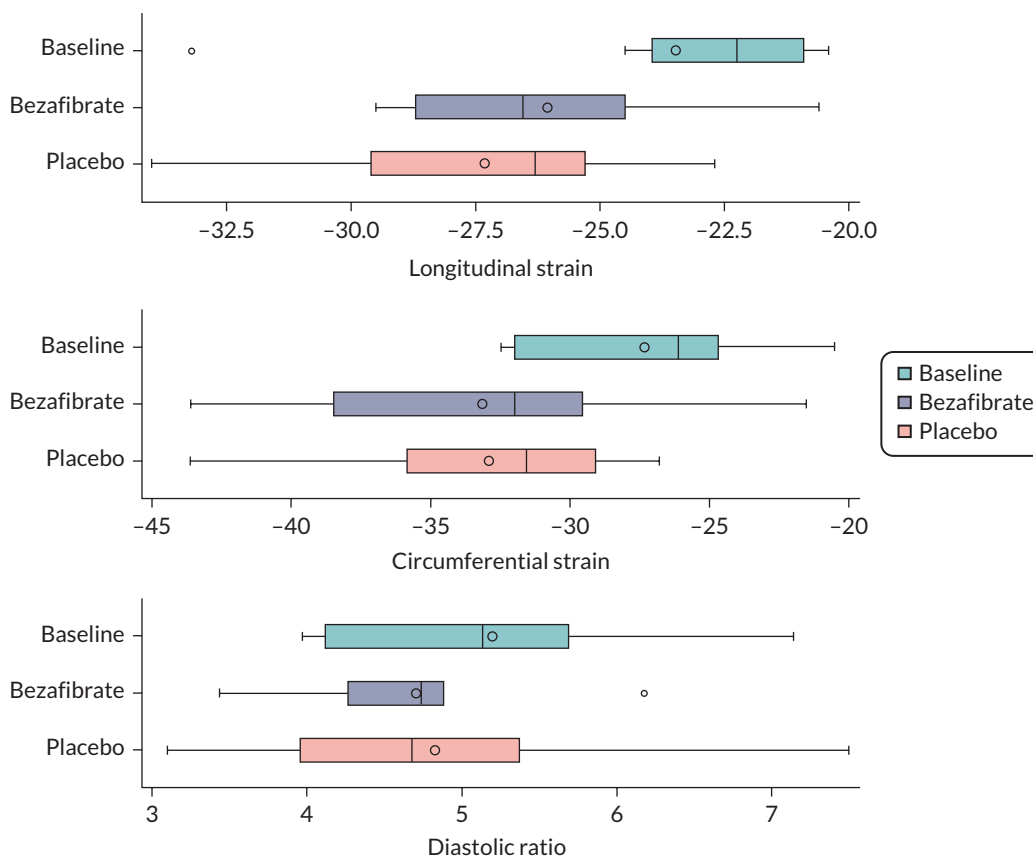 Baseline
Bezafibrate
Placebo
–32.5 –30.0 –27.5 –25.0 –22.5 –20.0
Longitudinal strain
Baseline
Bezafibrate
Placebo
–45 –40 –35 –30 –25 –20
Circumferential strain
Baseline
Bezafibrate
Placebo
Baseline
Bezafibrate
Placebo
3 4 5 6 7
Diastolic ratio